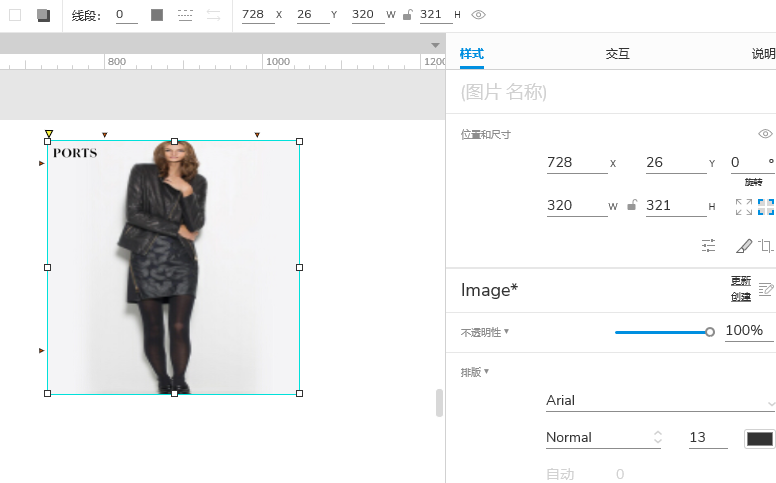 线段: 0 728 X 26 Y 320 W 321 H
800 1000 1200
样式 交互 说明
(图片 名称)
位置和尺寸
728 X 26 Y 0 °
旋转
320 W 321 H
Image* 更新
创建
不透明性 100%
排版
Arial
Normal 13
自动 0
PORTS